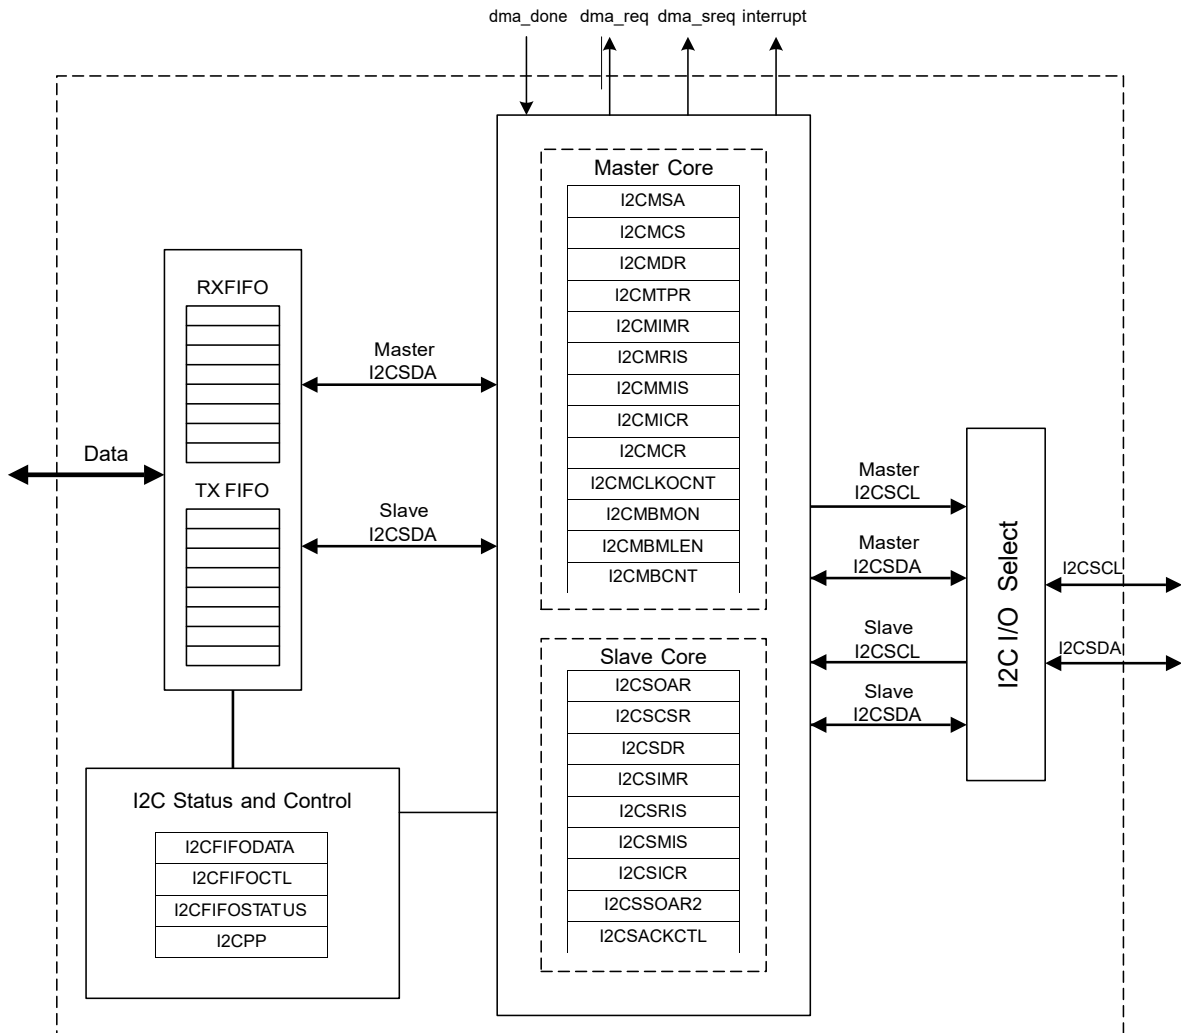 dma_done dma_req dma_sreq interrupt
Master Core
I2CMSA
I2CMCS
I2CMDR
I2CMTPR
I2CMIMR
I2CMRIS
I2CMMIS
I2CMICR
I2CMCR
I2CMCLKOCNT
I2CMBMON
I2CMBMLEN
I2CMBCNT
Slave Core
I2CSOAR
I2CSCSR
I2CSDR
I2CSIMR
I2CSRIS
I2CSMIS
I2CSICR
I2CSSOAR2
I2CSACKCTL
RXFIFO
TX FIFO
Data
Master
I2CSDA
Slave
I2CSDA
I2C Status and Control
I2CFIFODATA
I2CFIFOCTL
I2CFIFOSTATUS
I2CPP
Master
I2CSCL
Master
I2CSDA
Slave
I2CSCL
Slave
I2CSDA
I2C I/O Select
I2CSCL
I2CSDA